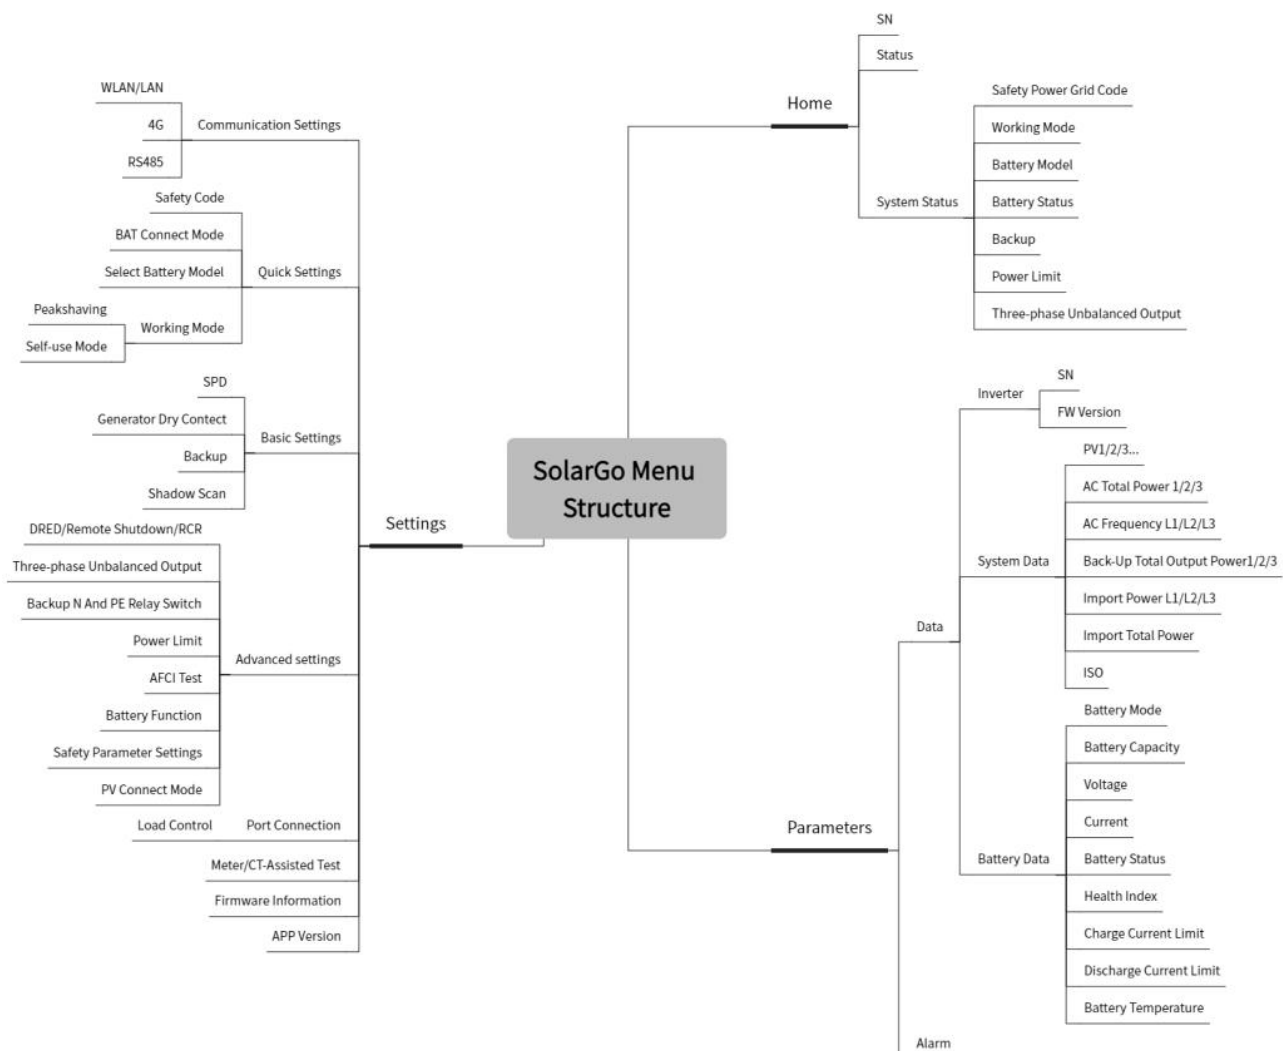 SolarGo Menu
Structure
Home
SN
Status
System Status
Safety Power Grid Code
Working Mode
Battery Model
Battery Status
Backup
Power Limit
Three-phase Unbalanced Output
Parameters
Data
Inverter
SN
FW Version
System Data
PV1/2/3...
AC Total Power 1/2/3
AC Frequency L1/L2/L3
Back-Up Total Output Power1/2/3
Import Power L1/L2/L3
Import Total Power
ISO
Battery Data
Battery Mode
Battery Capacity
Voltage
Current
Battery Status
Health Index
Charge Current Limit
Discharge Current Limit
Battery Temperature
Alarm
Settings
Communication Settings
WLAN/LAN
4G
RS485
Quick Settings
Safety Code
BAT Connect Mode
Select Battery Model
Working Mode
Peakshaving
Self-use Mode
Basic Settings
SPD
Generator Dry Contect
Backup
Shadow Scan
Advanced settings
DRED/Remote Shutdown/RCR
Three-phase Unbalanced Output
Backup N And PE Relay Switch
Power Limit
AFCI Test
Battery Function
Safety Parameter Settings
PV Connect Mode
Port Connection
Load Control
Meter/CT-Assisted Test
Firmware Information
APP Version